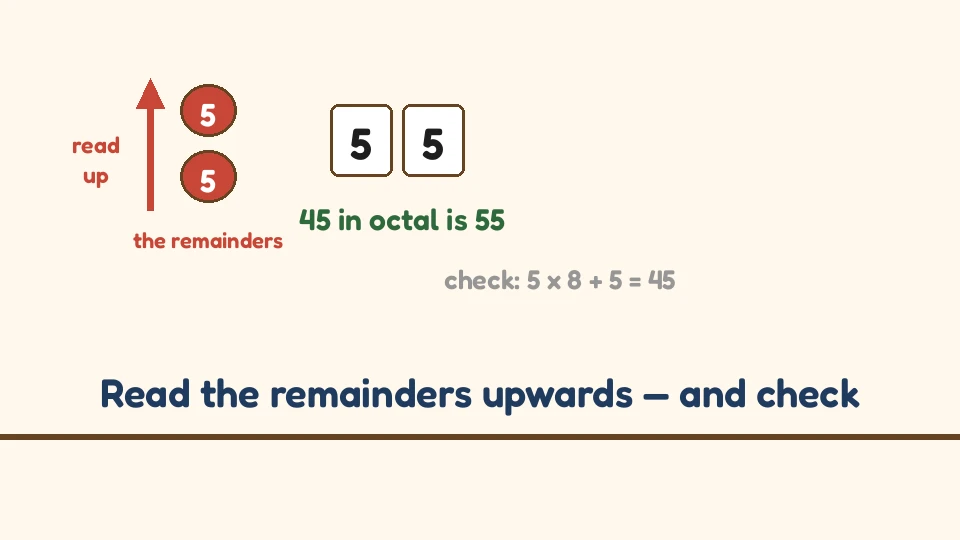 5
read
up
5
the remainders
5 5
45 in octal is 55
check: 5 x 8 + 5 = 45
Read the remainders upwards — and check